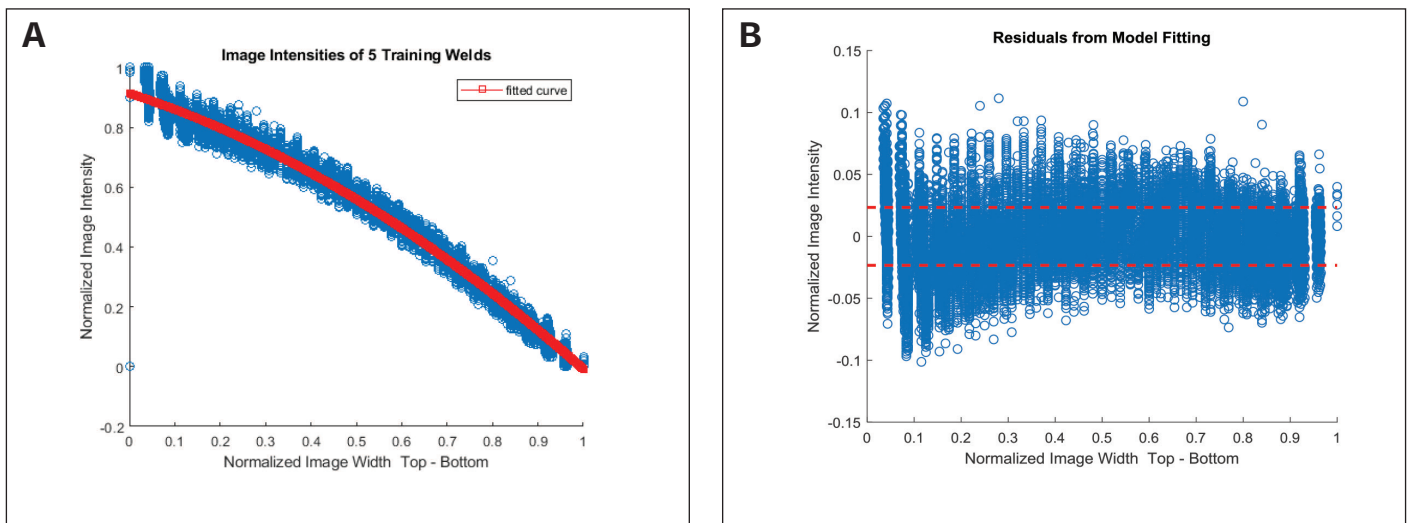 A
Image Intensities of 5 Training Welds
fitted curve
Normalized Image Intensity
1
0.8
0.6
0.4
0.2
0
-0.2
0 0.1 0.2 0.3 0.4 0.5 0.6 0.7 0.8 0.9 1
Normalized Image Width Top - Bottom
B
Residuals from Model Fitting
Normalized Image Intensity
0.15
0.1
0.05
0
-0.05
-0.1
-0.15
0 0.1 0.2 0.3 0.4 0.5 0.6 0.7 0.8 0.9 1
Normalized Image Width Top - Bottom